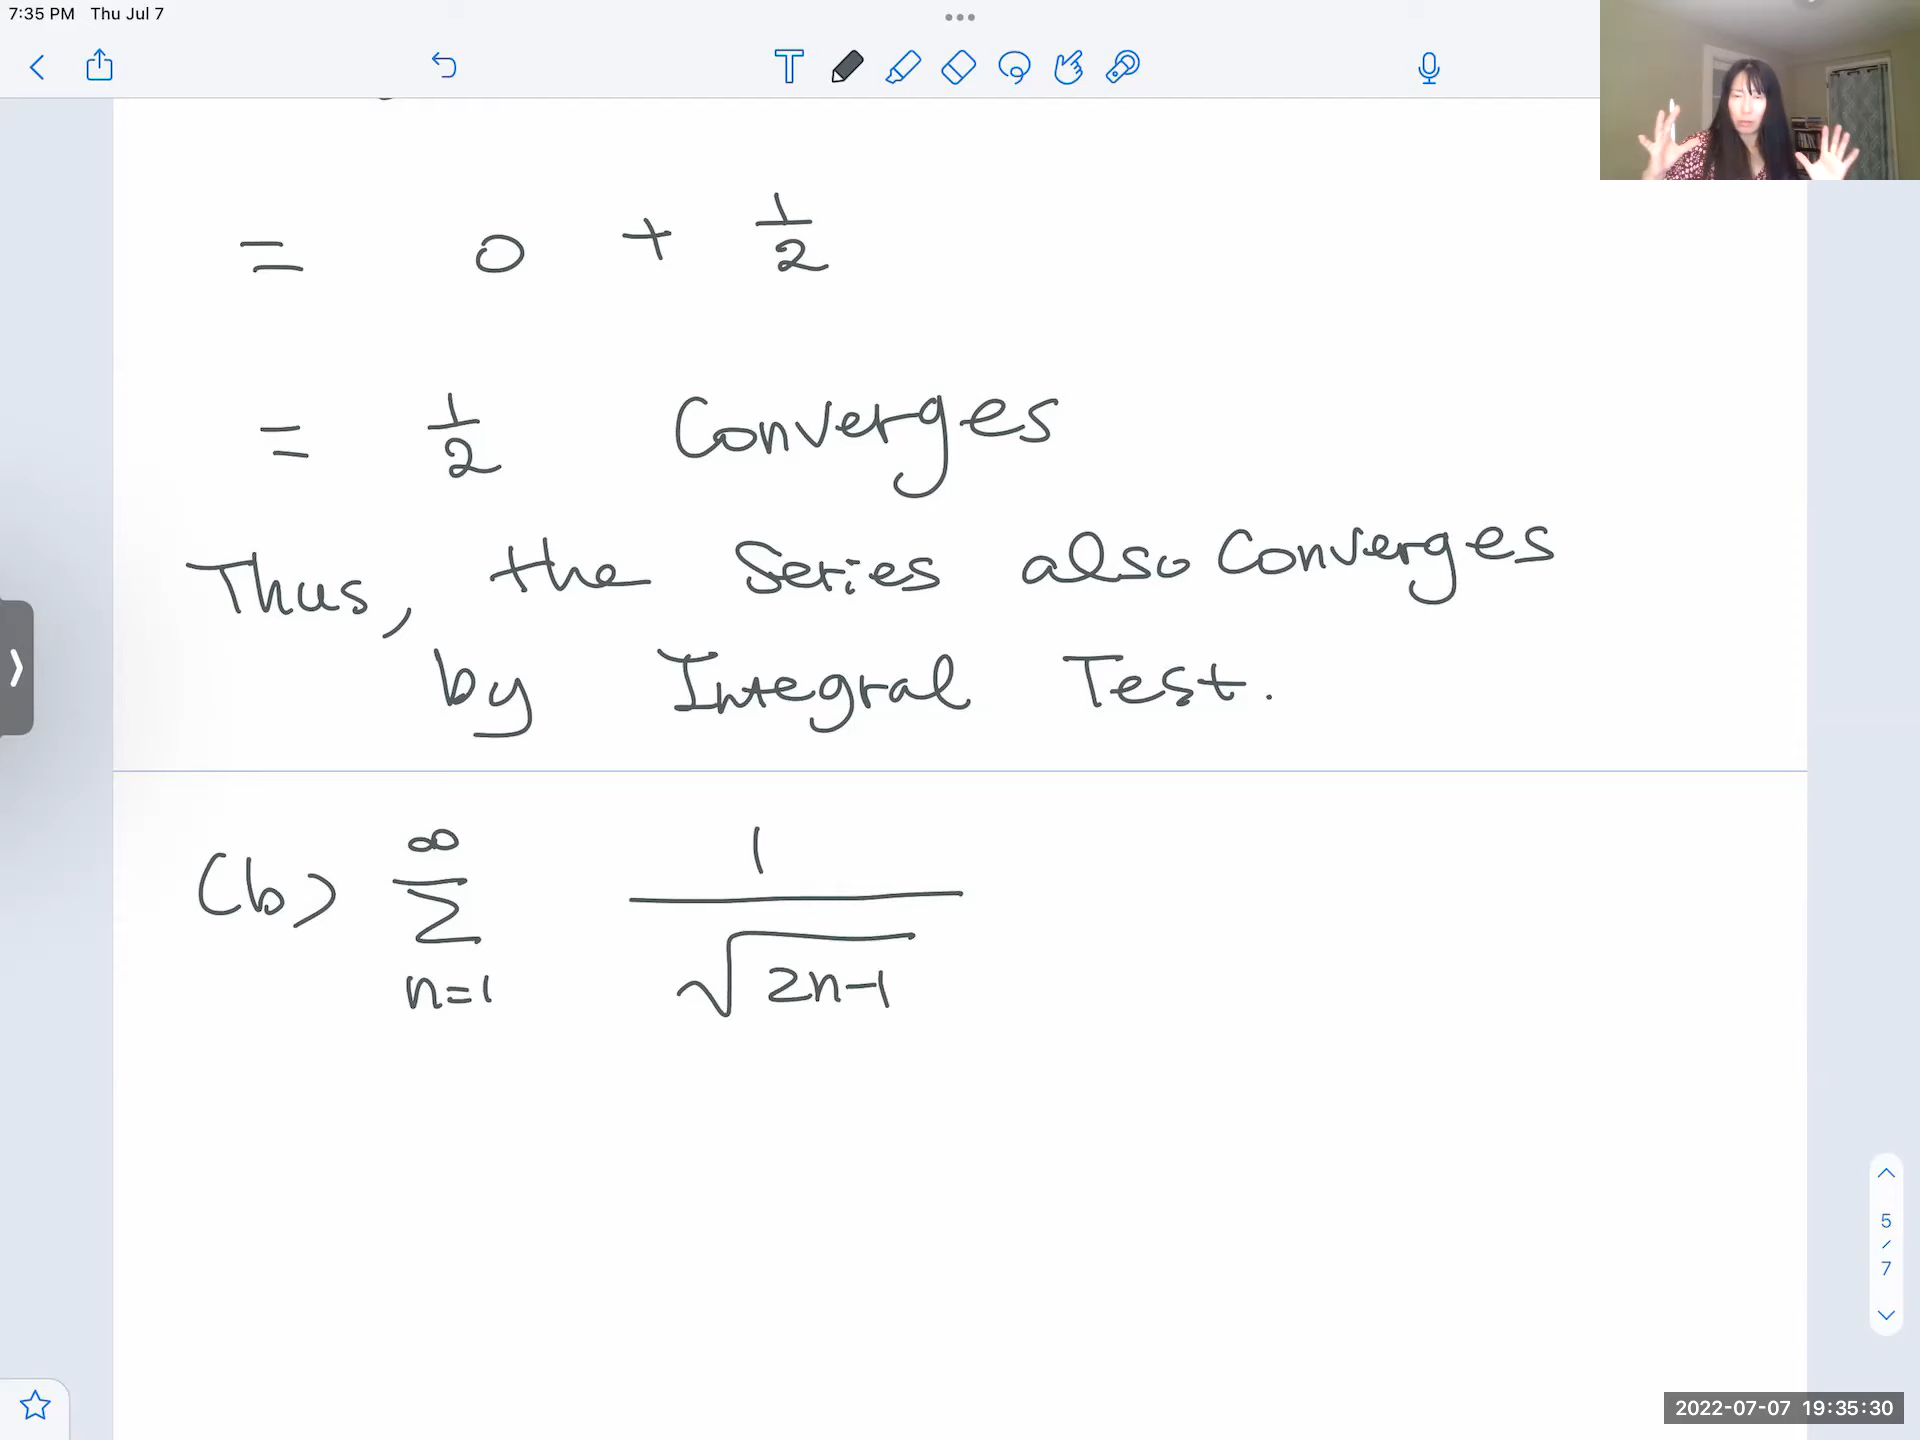 7:35 PM Thu Jul 7
= 0 + 1/2
= 1/2 Converges
Thus, the Series also Converges
by Integral Test.
(b) ∞
∑ 1/√(2n-1)
n=1
5
/
7
2022-07-07 19:35:30